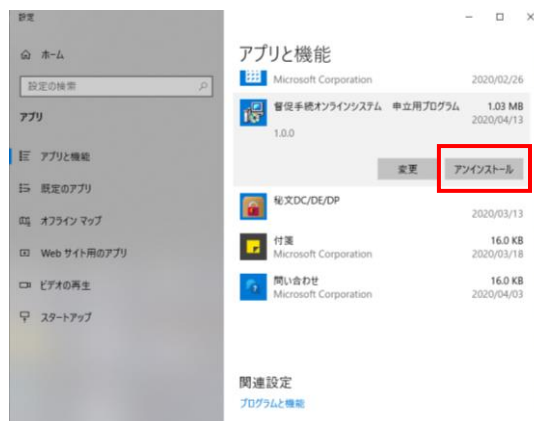 設定
ホーム
設定の検索
アプリ
アプリと機能
既定のアプリ
オフライン マップ
Web サイト用のアプリ
ビデオの再生
スタートアップ
アプリと機能
Microsoft Corporation 2020/02/26
督促手続オンラインシステム 申立用プログラム 1.03 MB
2020/04/13
1.0.0
変更 アンインストール
秘文DC/DE/DP
2020/03/13
付箋 16.0 KB
Microsoft Corporation 2020/03/18
問い合わせ 16.0 KB
Microsoft Corporation 2020/04/03
関連設定
プログラムと機能